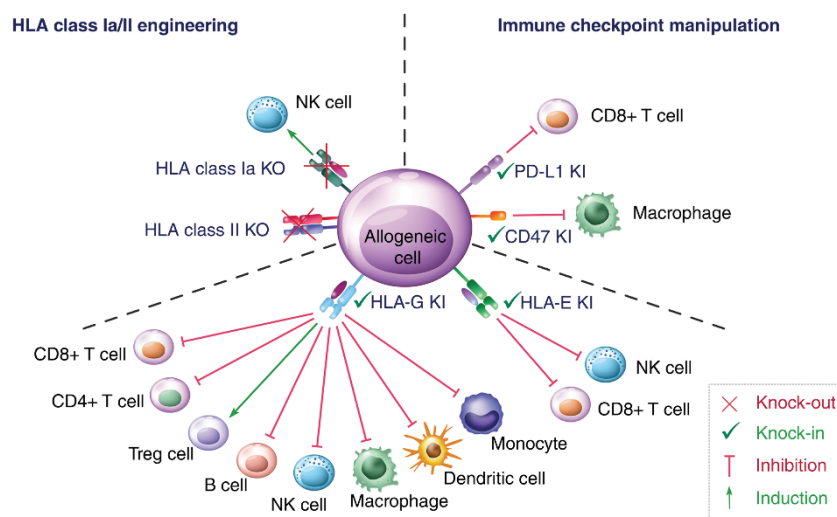 HLA class Ia/II engineering
Immune checkpoint manipulation
NK cell
CD8+ T cell
HLA class Ia KO
PD-L1 KI
Macrophage
HLA class II KO
CD47 KI
Allogeneic
cell
HLA-G KI
HLA-E KI
CD8+ T cell
NK cell
CD4+ T cell
CD8+ T cell
Treg cell
B cell
NK cell
Macrophage
Dendritic cell
Monocyte
Knock-out
Knock-in
Inhibition
Induction